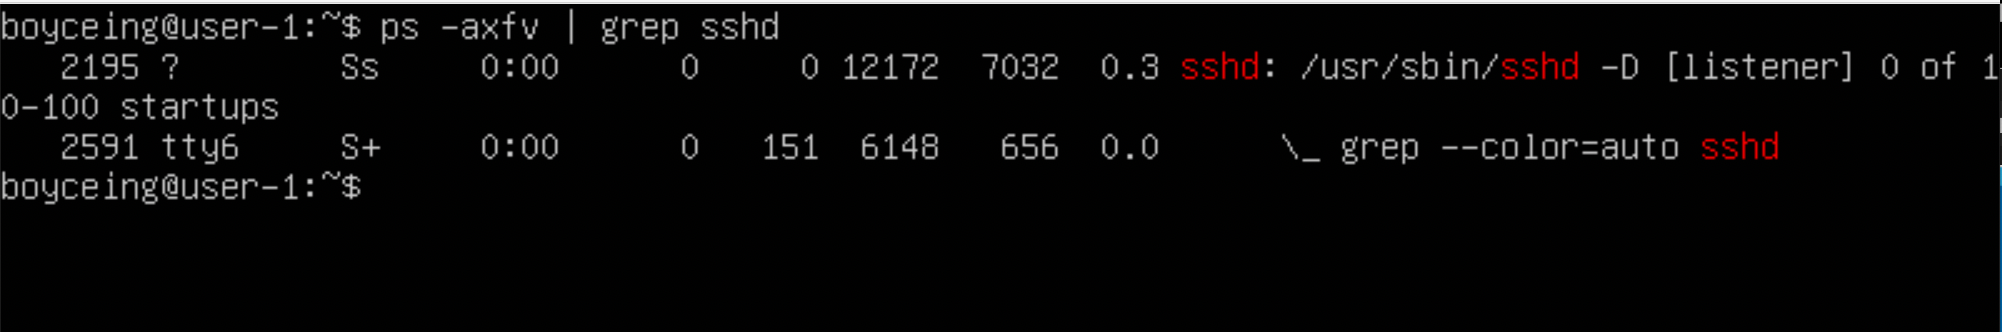 boyceing@user-1:~$ ps -axfv | grep sshd
   2195 ?        Ss     0:00      0     0 12172  7032  0.3 sshd: /usr/sbin/sshd -D [listener] 0 of 1
0-100 startups
   2591 tty6     S+     0:00      0   151  6148   656  0.0      \_ grep --color=auto sshd
boyceing@user-1:~$